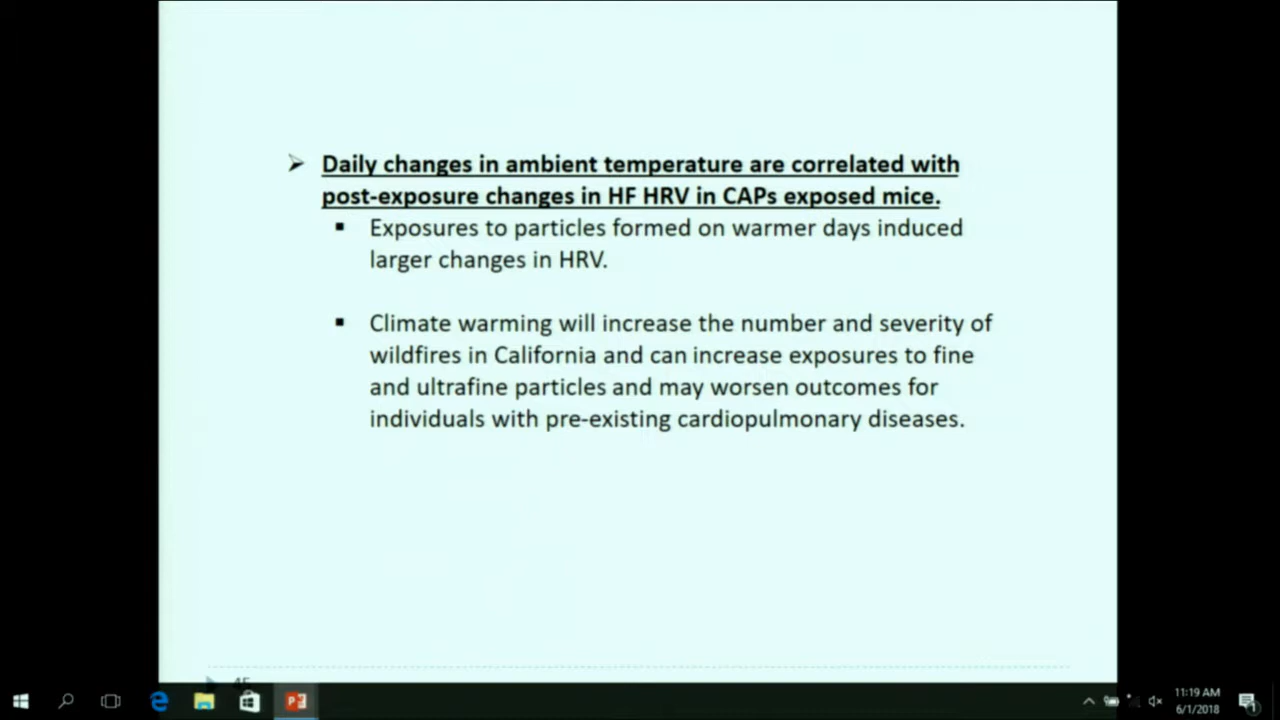 Daily changes in ambient temperature are correlated with
post-exposure changes in HF HRV in CAPs exposed mice.
Exposures to particles formed on warmer days induced
larger changes in HRV.
Climate warming will increase the number and severity of
wildfires in California and can increase exposures to fine
and ultrafine particles and may worsen outcomes for
individuals with pre-existing cardiopulmonary diseases.
11:19 AM
6/1/2018